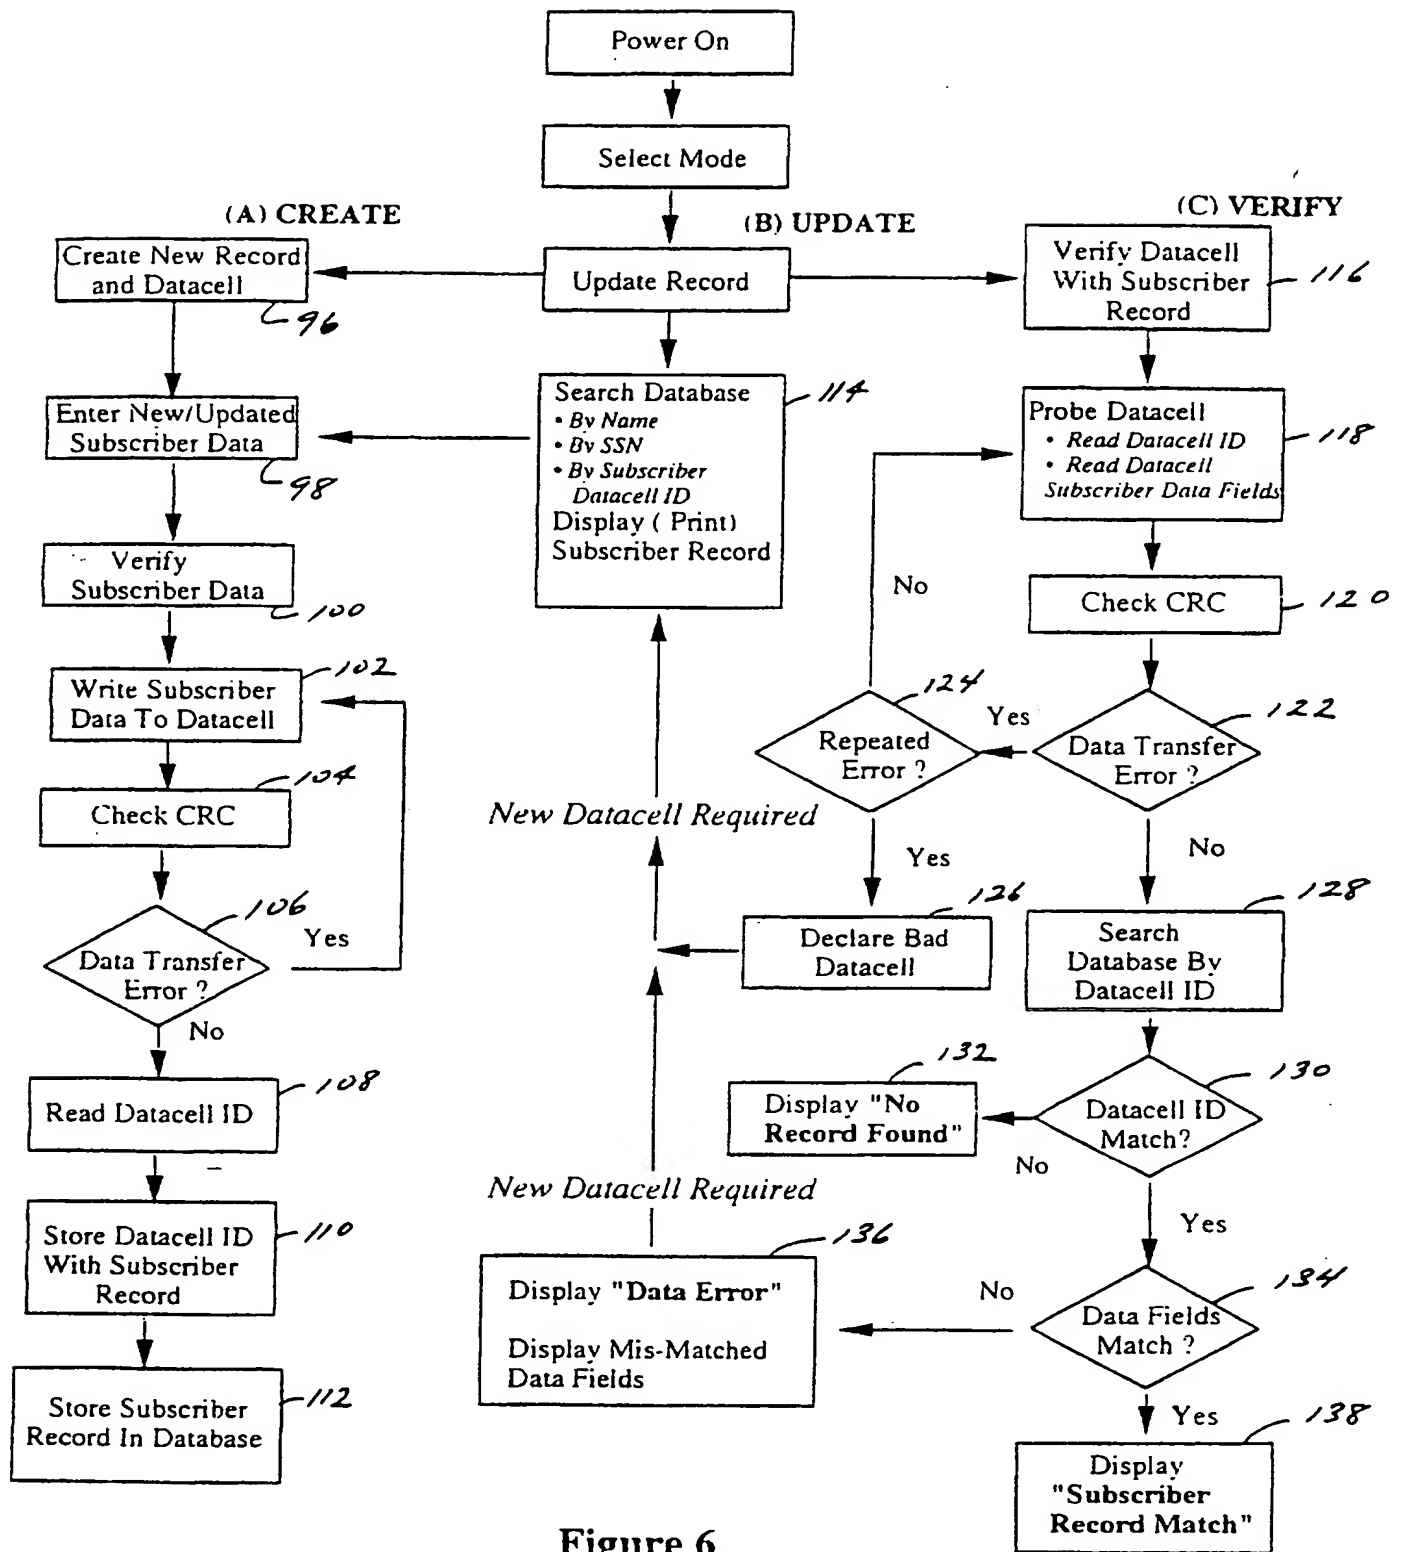 Power On
Select Mode
(A) CREATE
(B) UPDATE
(C) VERIFY
Create New Record
and Datacell
96
Update Record
Verify Datacell
With Subscriber
Record
116
Enter New/Updated
Subscriber Data
98
Search Database
• By Name
• By SSN
• By Subscriber
Datacell ID
Display ( Print)
Subscriber Record
114
Probe Datacell
• Read Datacell ID
• Read Datacell
Subscriber Data Fields
118
Verify
Subscriber Data
100
No
Check CRC
120
Write Subscriber
Data To Datacell
102
Repeated
Error ?
124
Yes
Data Transfer
Error ?
122
Check CRC
104
New Datacell Required
Yes
No
Data Transfer
Error ?
106
Yes
No
Declare Bad
Datacell
126
Search
Database By
Datacell ID
128
Read Datacell ID
108
Display "No
Record Found"
132
Datacell ID
Match?
130
No
Yes
New Datacell Required
Store Datacell ID
With Subscriber
Record
110
Display "Data Error"
Display Mis-Matched
Data Fields
136
No
Data Fields
Match ?
134
Yes
Store Subscriber
Record In Database
112
Display
"Subscriber
Record Match"
138
Figure 6